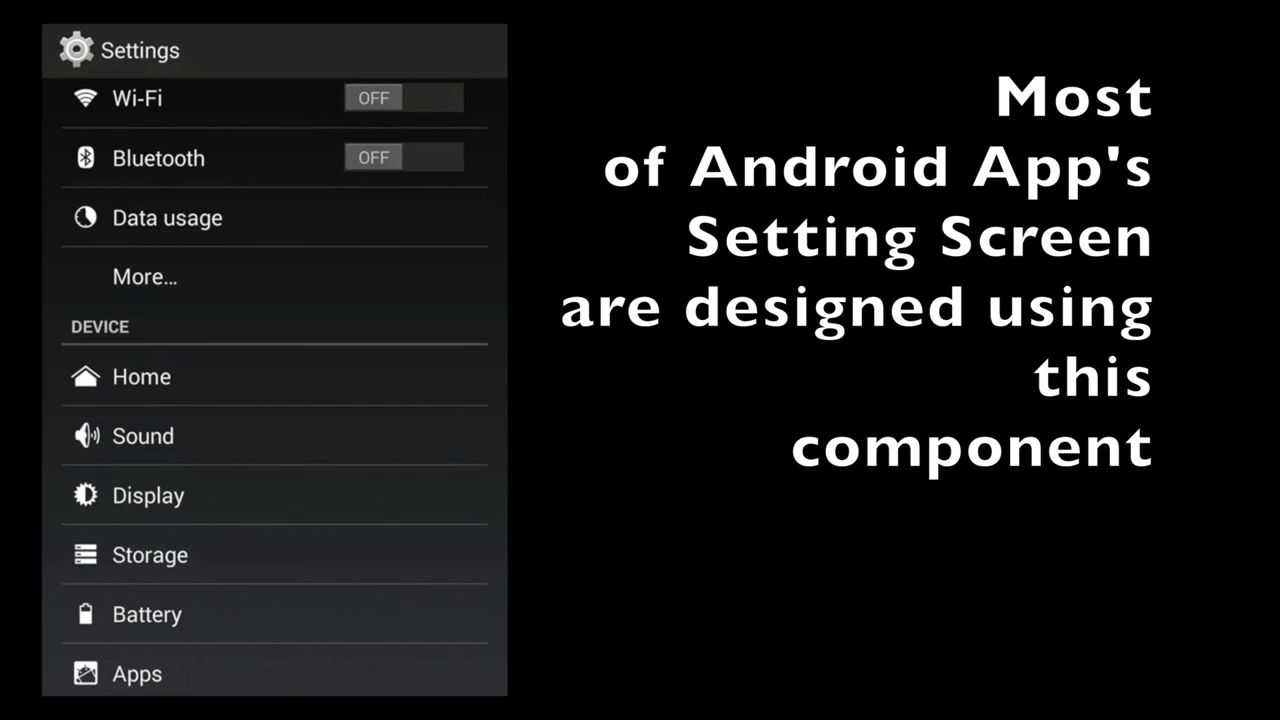 Settings
Wi-Fi OFF
Bluetooth OFF
Data usage
More...
DEVICE
Home
Sound
Display
Storage
Battery
Apps
Most
of Android App's
Setting Screen
are designed using
this
component